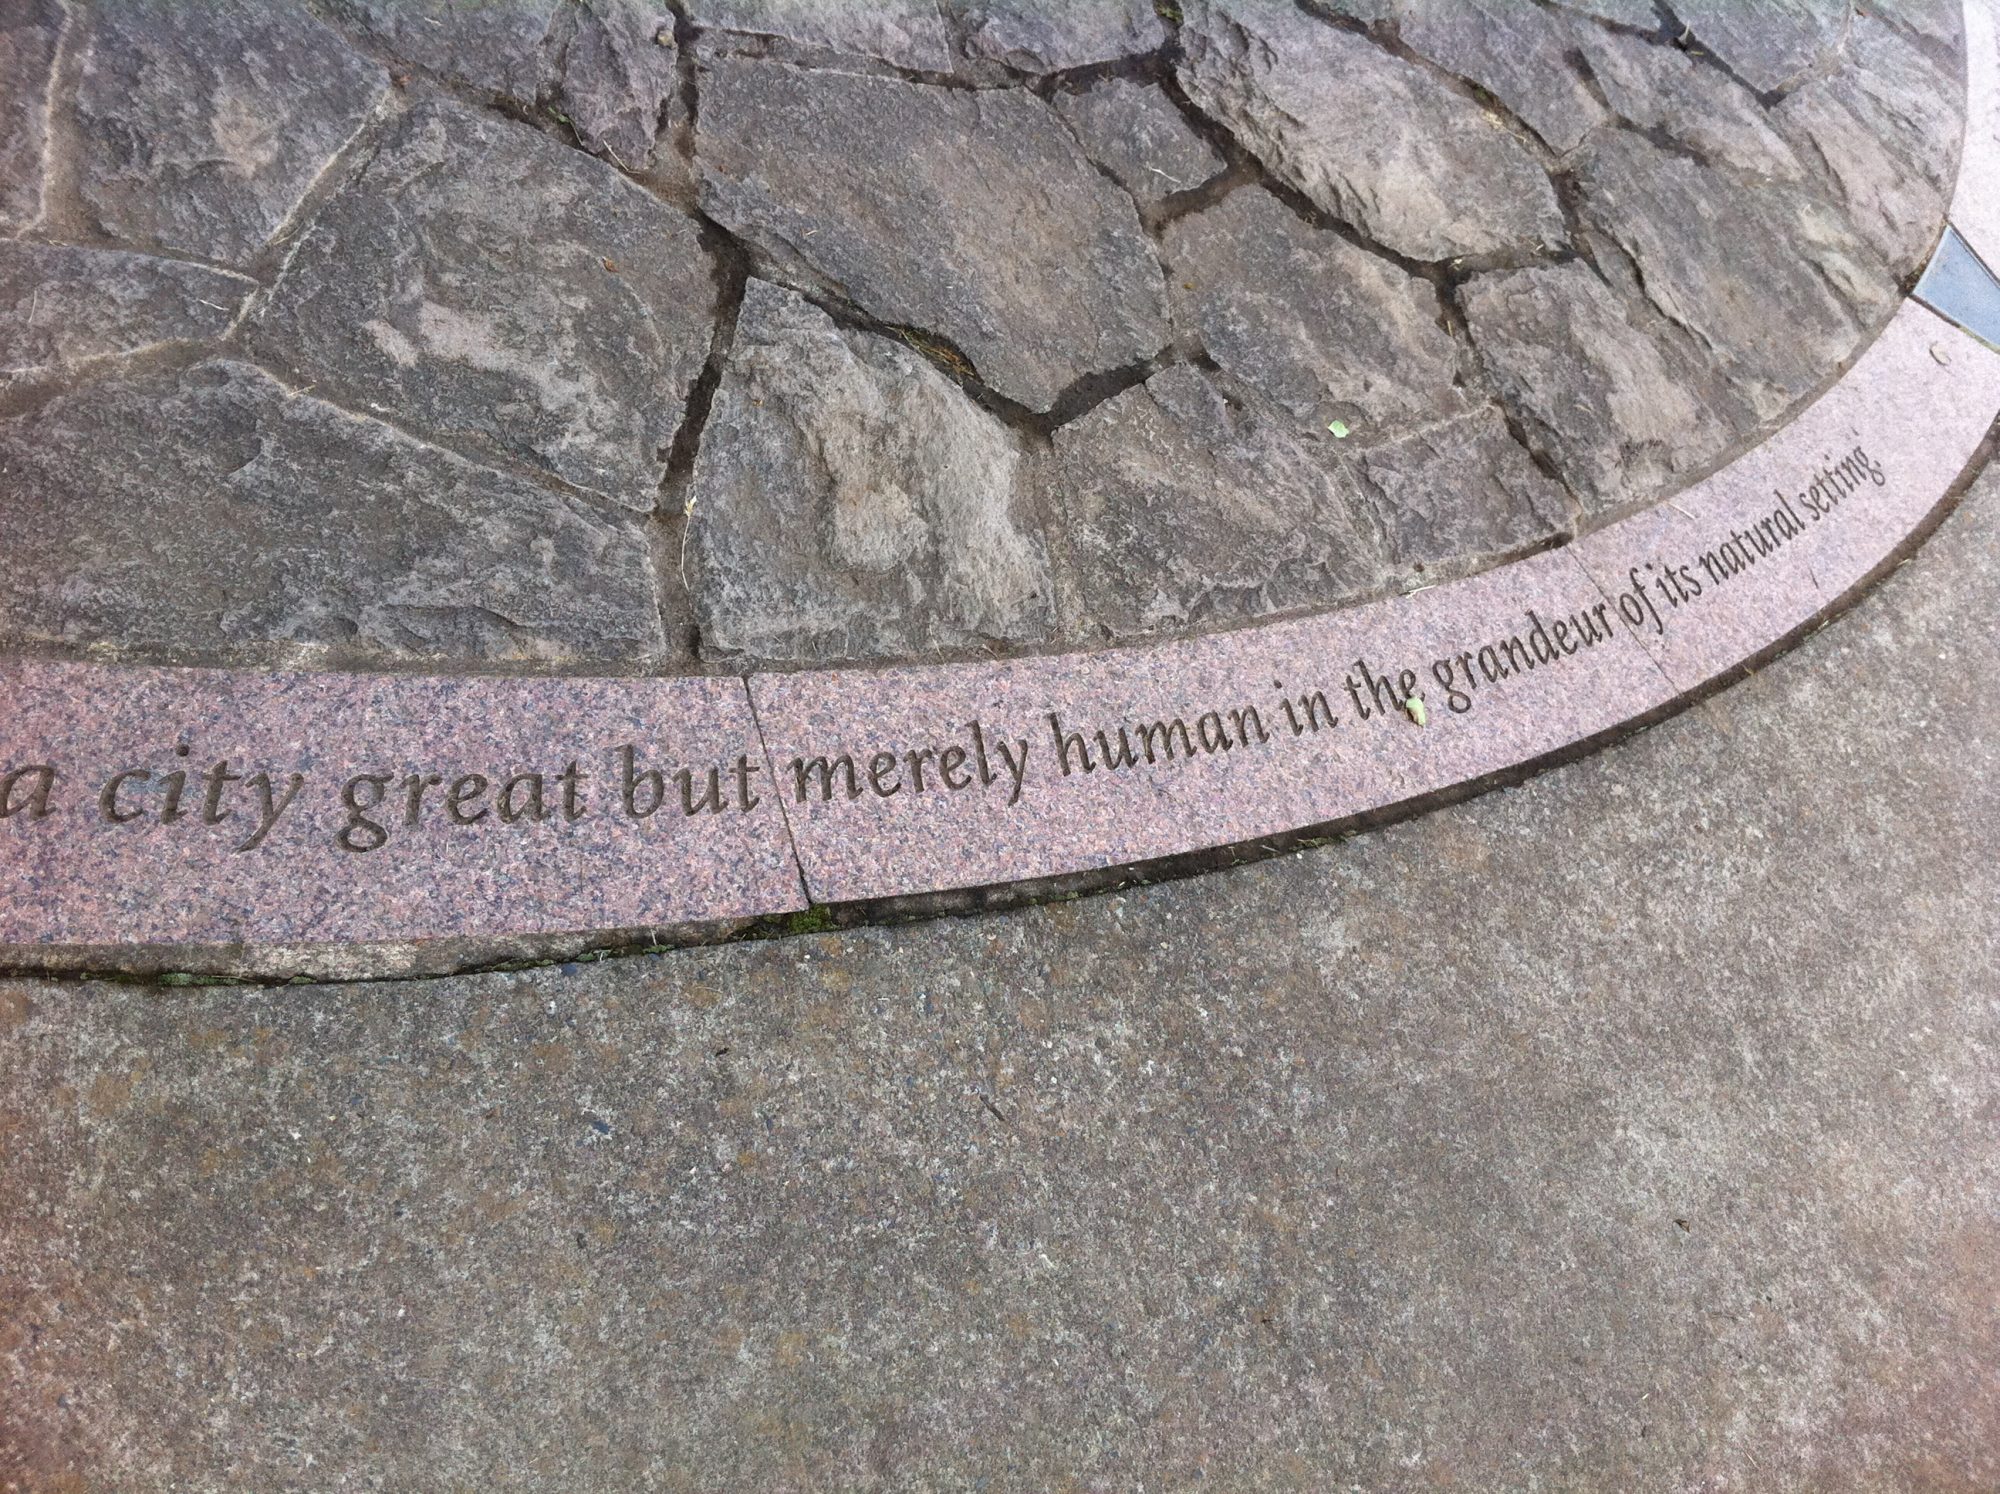 a city great but merely human in the grandeur of its natural setting.